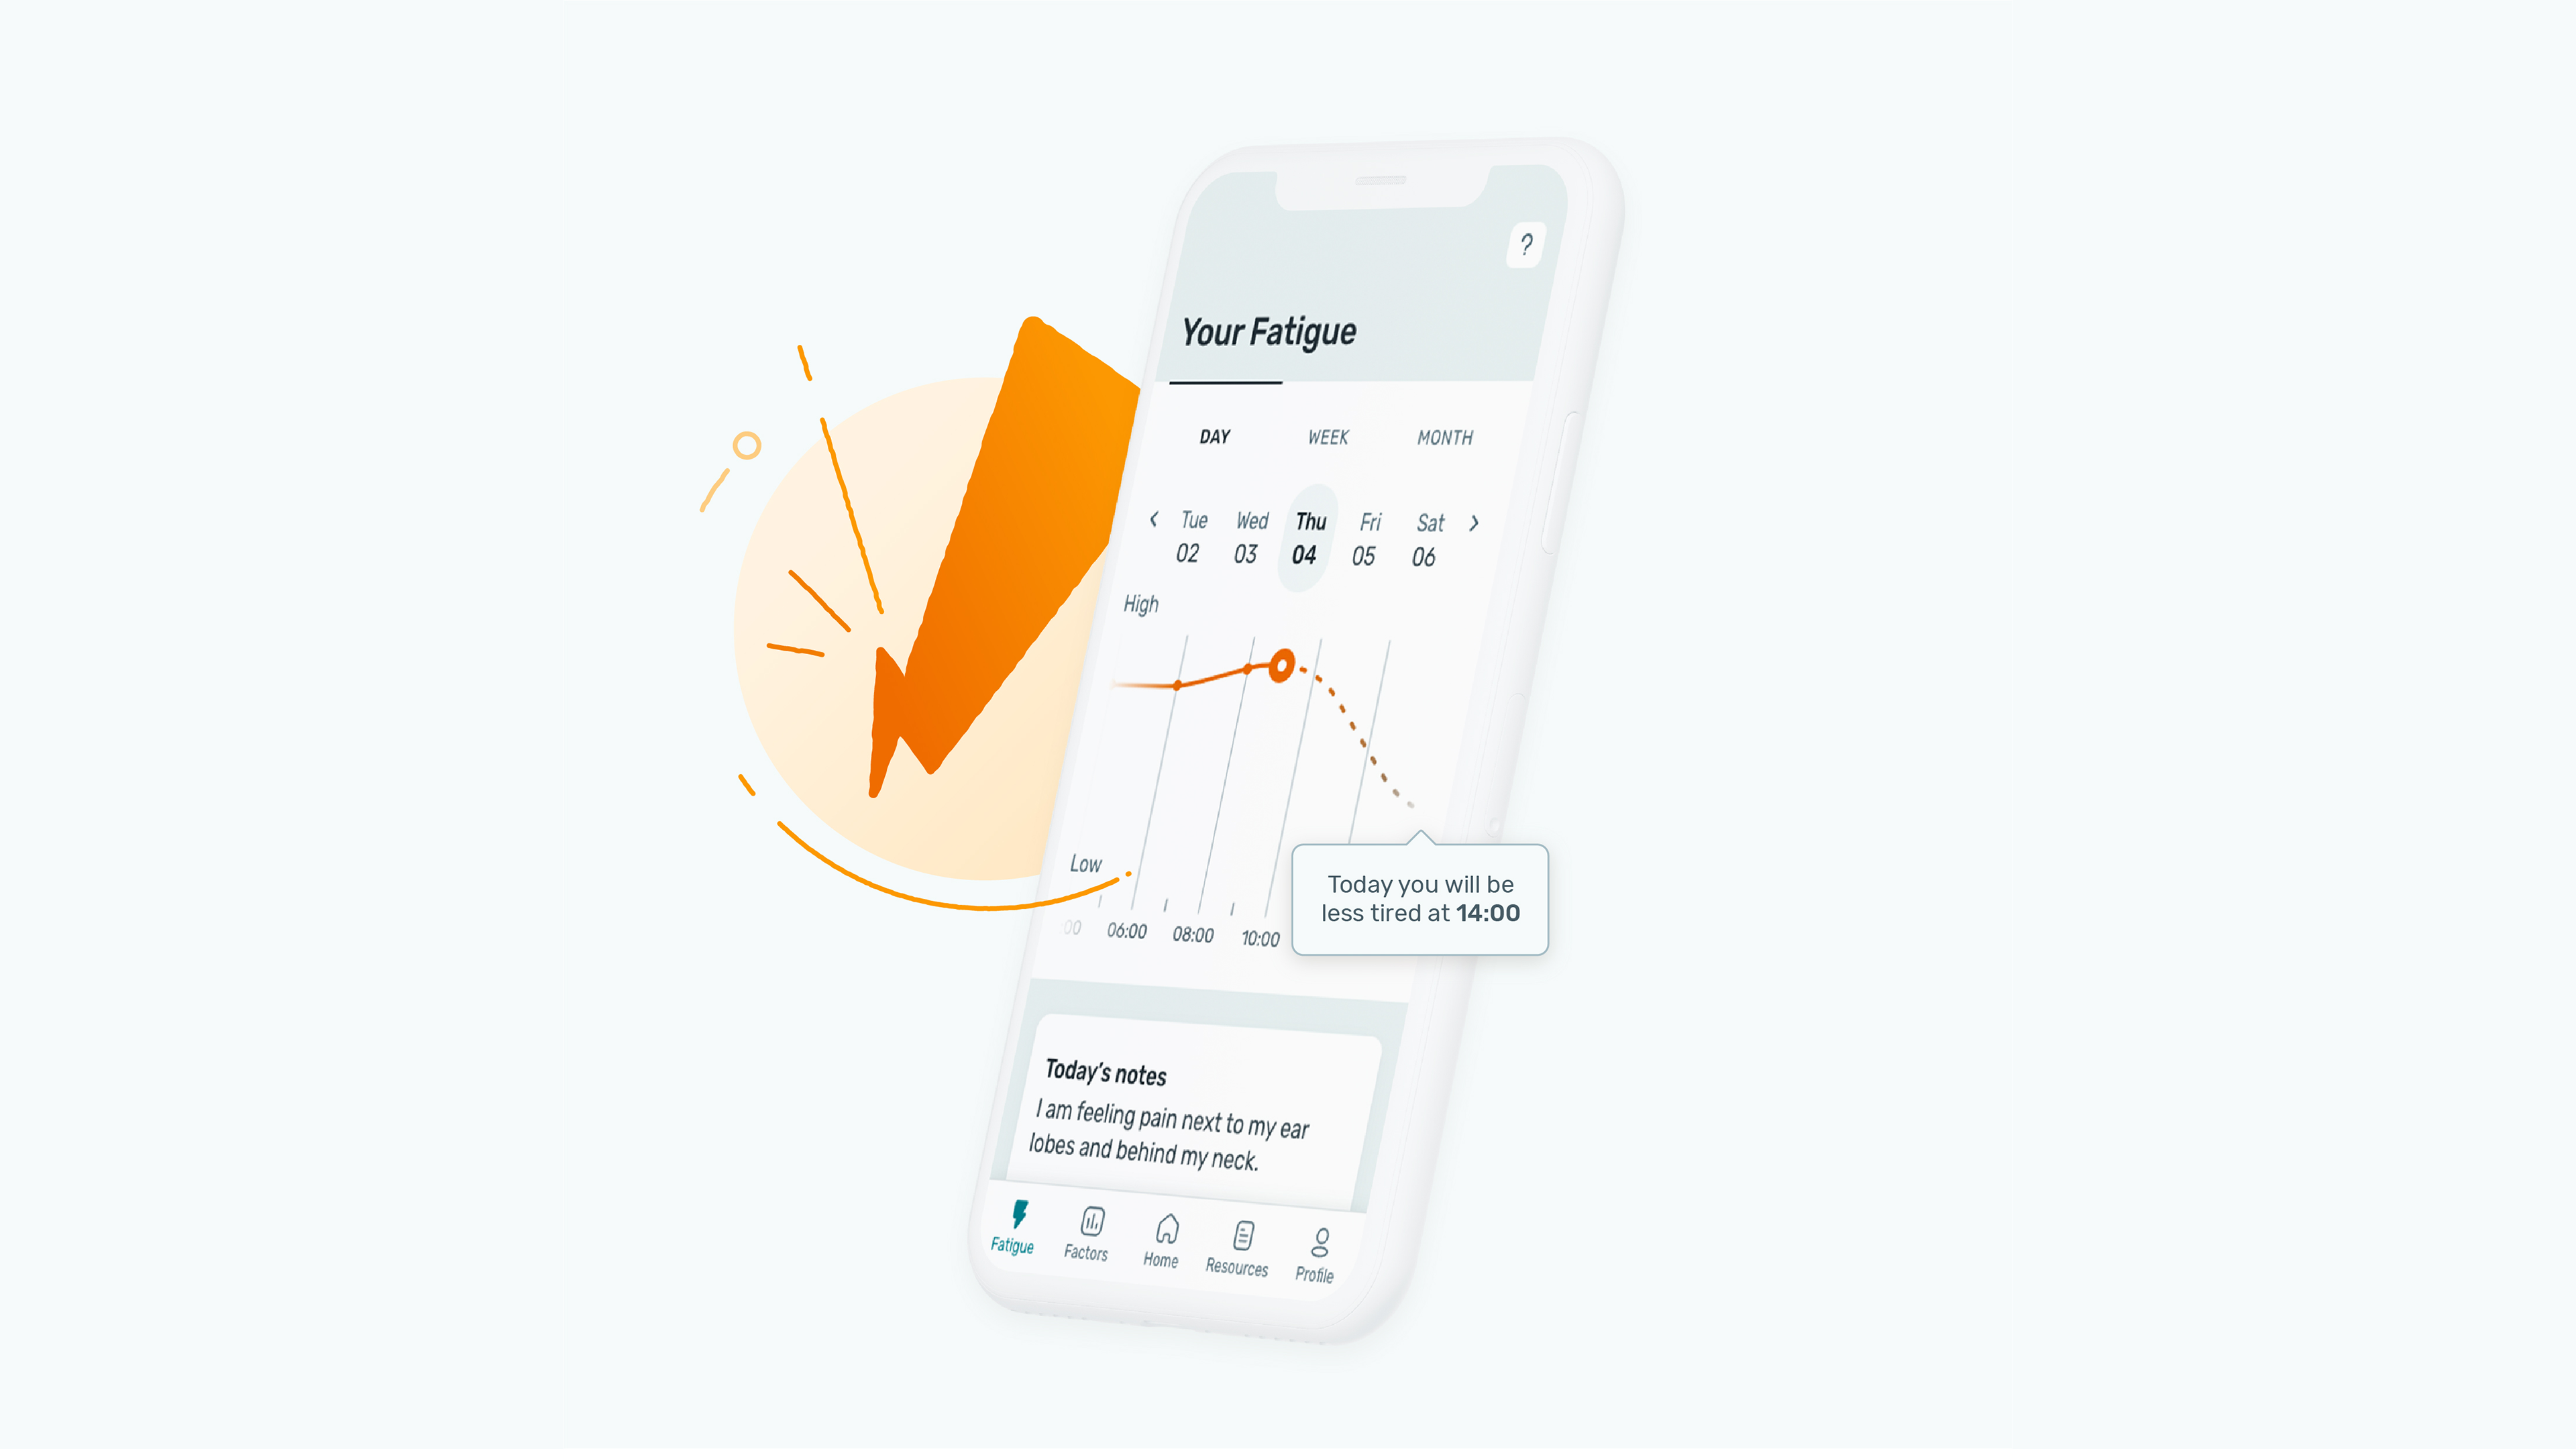 ?
Your Fatigue
DAY WEEK MONTH
< Tue Wed Thu Fri Sat >
02 03 04 05 06
High
Low
:00 06:00 08:00 10:00
Today you will be
less tired at 14:00
Today's notes
I am feeling pain next to my ear
lobes and behind my neck.
Fatigue Factors Home Resources Profile